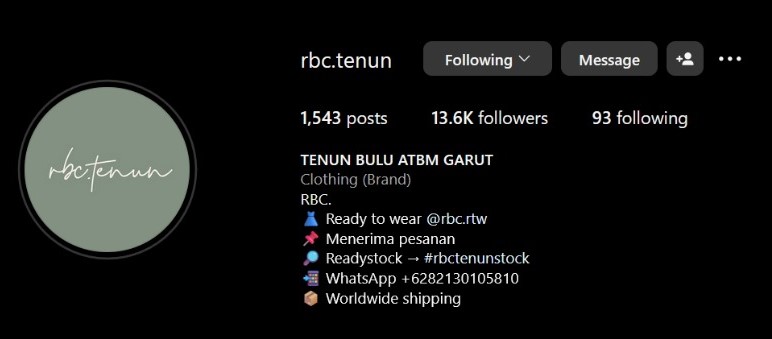 rbc.tenun
rbc.tenun Following Message
1,543 posts 13.6K followers 93 following
TENUN BULU ATBM GARUT
Clothing (Brand)
RBC.
👗 Ready to wear @rbc.rtw
📌 Menerima pesanan
🔎 Readystock → #rbctenunstock
📲 WhatsApp +6282130105810
📦 Worldwide shipping